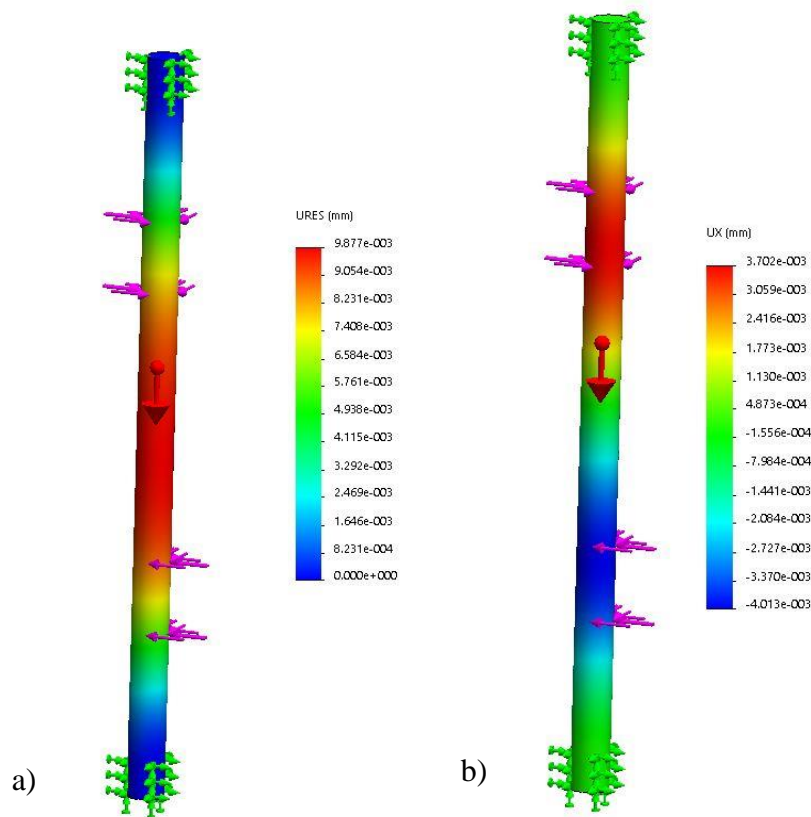 URES (mm)
9.877e-003
9.054e-003
8.231e-003
7.408e-003
6.584e-003
5.761e-003
4.938e-003
4.115e-003
3.292e-003
2.469e-003
1.646e-003
8.231e-004
0.000e+000
a)
UX (mm)
3.702e-003
3.059e-003
2.416e-003
1.773e-003
1.130e-003
4.873e-004
-1.556e-004
-7.984e-004
-1.441e-003
-2.084e-003
-2.727e-003
-3.370e-003
-4.013e-003
b)